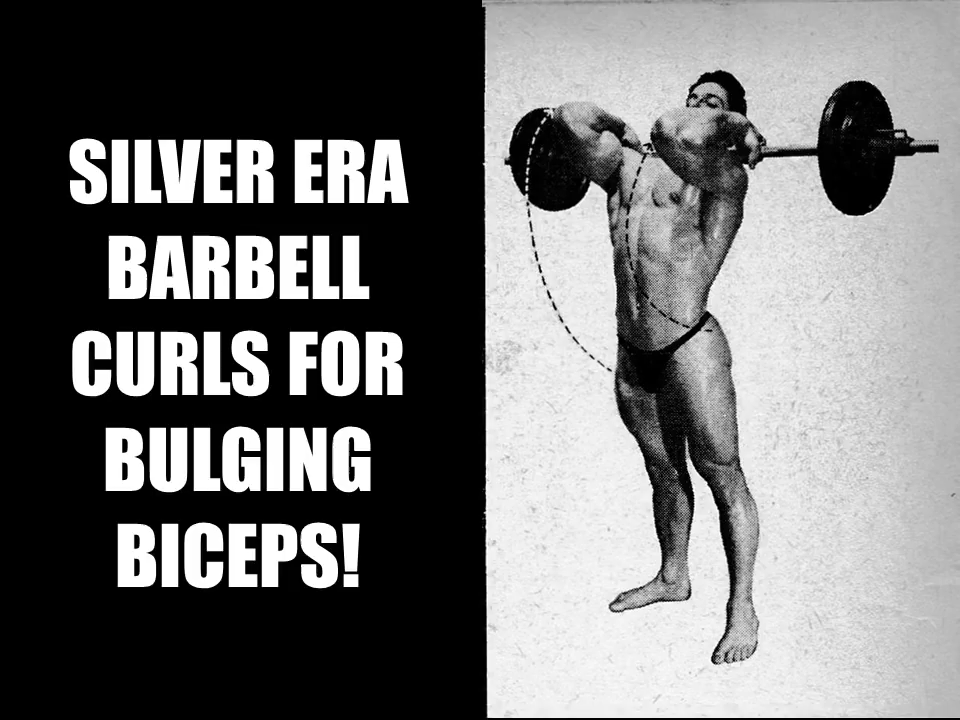 SILVER ERA
BARBELL
CURLS FOR
BULGING
BICEPS!